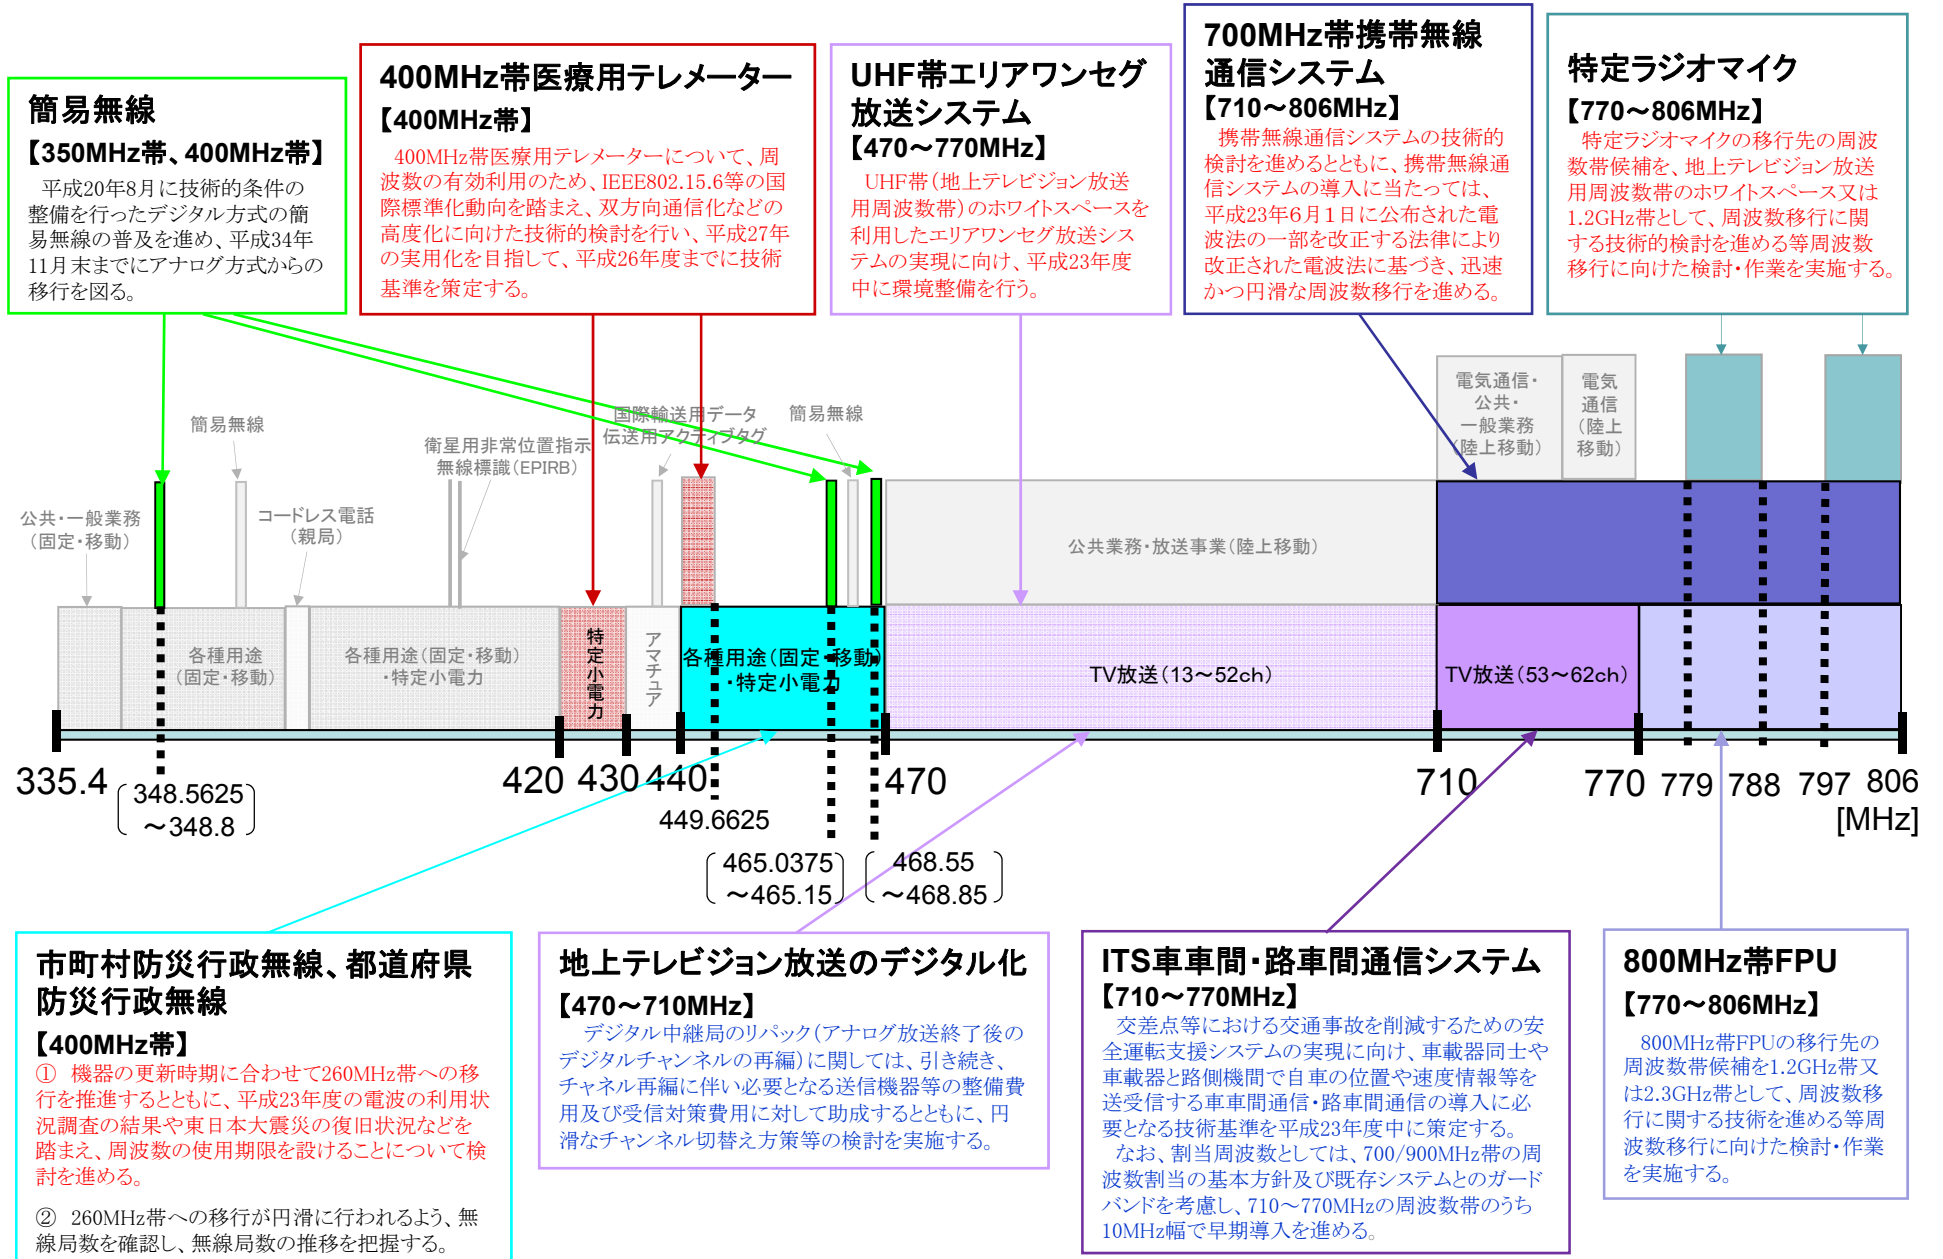 簡易無線
【350MHz帯、400MHz帯】
平成20年8月に技術的条件の
整備を行ったデジタル方式の簡
易無線の普及を進め、平成34年
11月末までにアナログ方式からの
移行を図る。
400MHz帯医療用テレメーター
【400MHz帯】
400MHz帯医療用テレメーターについて、周
波数の有効利用のため、IEEE802.15.6等の国
際標準化動向を踏まえ、双方向通信化などの
高度化に向けた技術的検討を行い、平成27年
の実用化を目指して、平成26年度までに技術
基準を策定する。
UHF帯エリアワンセグ
放送システム
【470～770MHz】
UHF帯（地上テレビジョン放送
用周波数帯）のホワイトスペースを
利用したエリアワンセグ放送シス
テムの実現に向け、平成23年度
中に環境整備を行う。
700MHz帯携帯無線
通信システム
【710～806MHz】
携帯無線通信システムの技術的
検討を進めるとともに、携帯無線通
信システムの導入に当たっては、
平成23年6月1日に公布された電
波法の一部を改正する法律により
改正された電波法に基づき、迅速
かつ円滑な周波数移行を進める。
特定ラジオマイク
【770～806MHz】
特定ラジオマイクの移行先の周波
数帯候補を、地上テレビジョン放送
用周波数帯のホワイトスペース又は
1.2GHz帯として、周波数移行に関
する技術的検討を進める等周波数
移行に向けた検討・作業を実施する。
公共・一般業務
（固定・移動）
簡易無線
コードレス電話
（親局）
衛星用非常位置指示
無線標識（EPIRB）
国際輸送用データ
伝送用アクティブタグ
簡易無線
電気通信・
公共・
一般業務
（陸上移動）
電気
通信
（陸上
移動）
公共業務・放送事業（陸上移動）
各種用途
（固定・移動）
各種用途（固定・移動）
・特定小電力
特定小電力
アマチュア
各種用途（固定・移動）
・特定小電力
TV放送（13～52ch）
TV放送（53～62ch）
335.4
348.5625
～348.8
420
430
440
449.6625
465.0375
～465.15
468.55
～468.85
470
710
770
779
788
797
806
[MHz]
市町村防災行政無線、都道府県
防災行政無線
【400MHz帯】
① 機器の更新時期に合わせて260MHz帯への移
行を推進するとともに、平成23年度の電波の利用状
況調査の結果や東日本大震災の復旧状況などを
踏まえ、周波数の使用期限を設けることについて検
討を進める。
② 260MHz帯への移行が円滑に行われるよう、無
線局数を確認し、無線局数の推移を把握する。
地上テレビジョン放送のデジタル化
【470～710MHz】
デジタル中継局のリパック（アナログ放送終了後の
デジタルチャンネルの再編）に関しては、引き続き、
チャネル再編に伴い必要となる送信機器等の整備費
用及び受信対策費用に対して助成するとともに、円
滑なチャンネル切替え方策等の検討を実施する。
ITS車車間・路車間通信システム
【710～770MHz】
交差点等における交通事故を削減するための安
全運転支援システムの実現に向け、車載器同士や
車載器と路側機間で自車の位置や速度情報等を
送受信する車車間通信・路車間通信の導入に必
要となる技術基準を平成23年度中に策定する。
なお、割当周波数としては、700/900MHz帯の周
波数割当の基本方針及び既存システムとのガード
バンドを考慮し、710～770MHzの周波数帯のうち
10MHz幅で早期導入を進める。
800MHz帯FPU
【770～806MHz】
800MHz帯FPUの移行先の
周波数帯候補を1.2GHz帯又
は2.3GHz帯として、周波数移
行に関する技術を進める等周
波数移行に向けた検討・作業
を実施する。